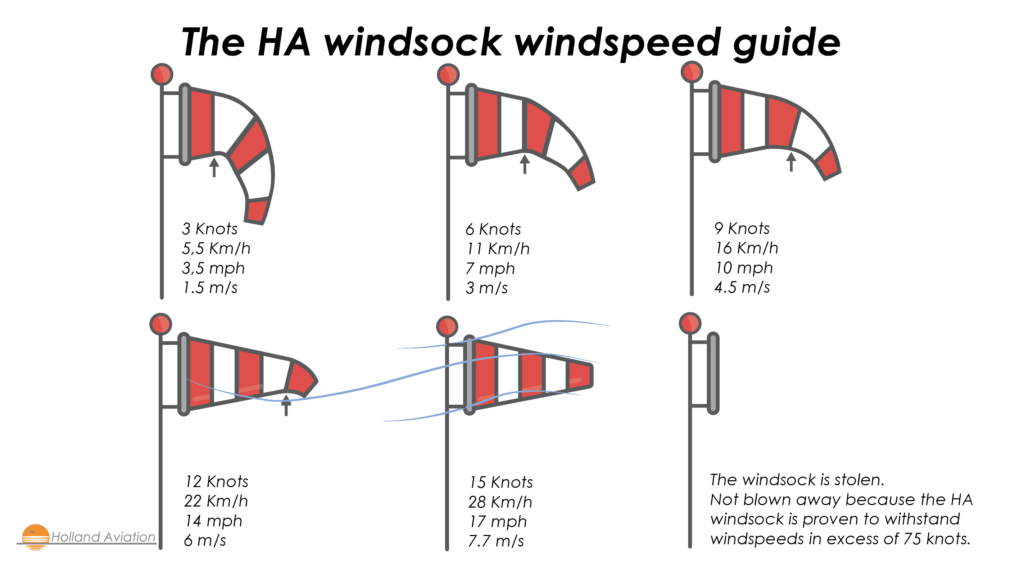 The HA windsock windspeed guide
3 Knots
5,5 Km/h
3,5 mph
1.5 m/s
6 Knots
11 Km/h
7 mph
3 m/s
9 Knots
16 Km/h
10 mph
4.5 m/s
12 Knots
22 Km/h
14 mph
6 m/s
15 Knots
28 Km/h
17 mph
7.7 m/s
The windsock is stolen.
Not blown away because the HA
windsock is proven to withstand
windspeeds in excess of 75 knots.
Holland Aviation